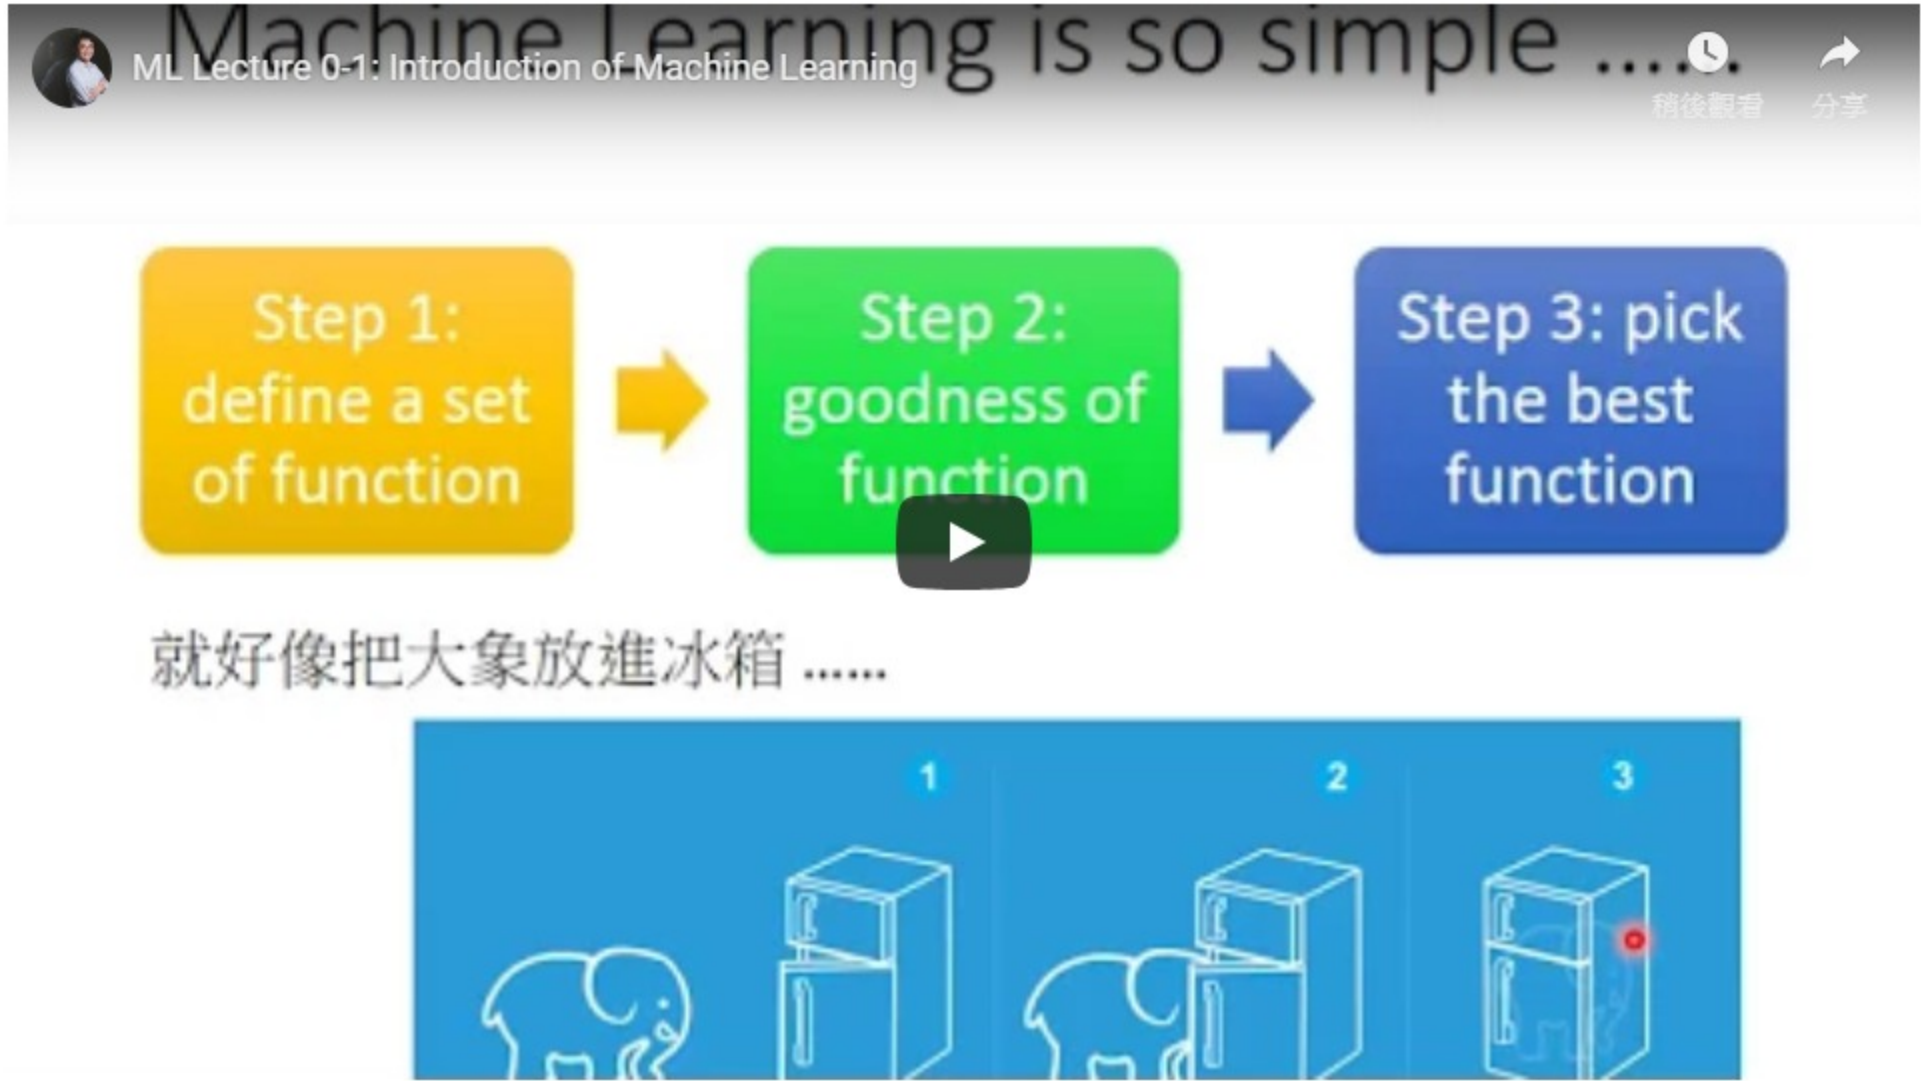 Machine Learning is so simple ......
ML Lecture 0-1: Introduction of Machine Learning
稍後觀看
分享
Step 1:
define a set
of function
Step 2:
goodness of
function
Step 3: pick
the best
function
就好像把大象放進冰箱 ......
1
2
3